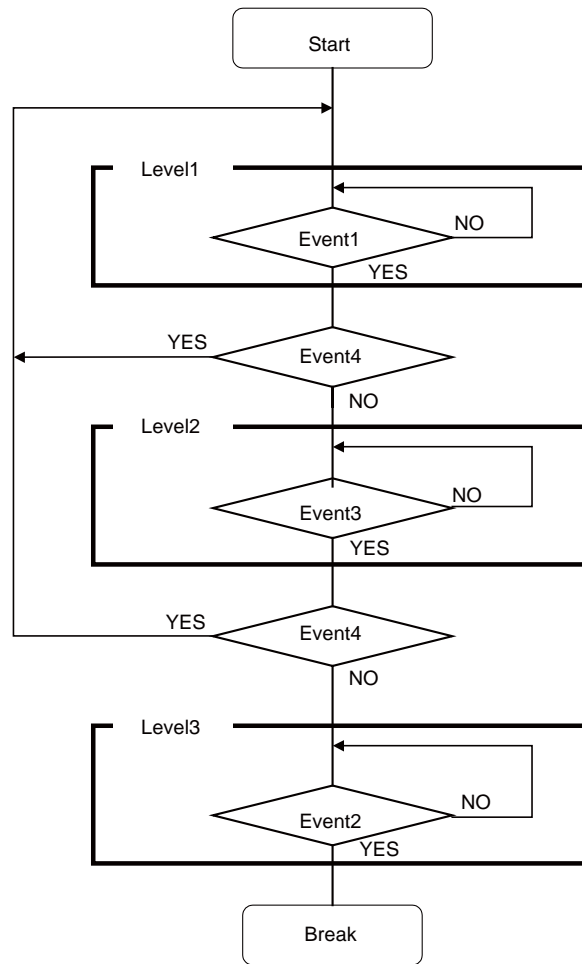 Start
Level1
Event1
NO
YES
YES
Event4
NO
Level2
Event3
NO
YES
YES
Event4
NO
Level3
Event2
NO
YES
Break